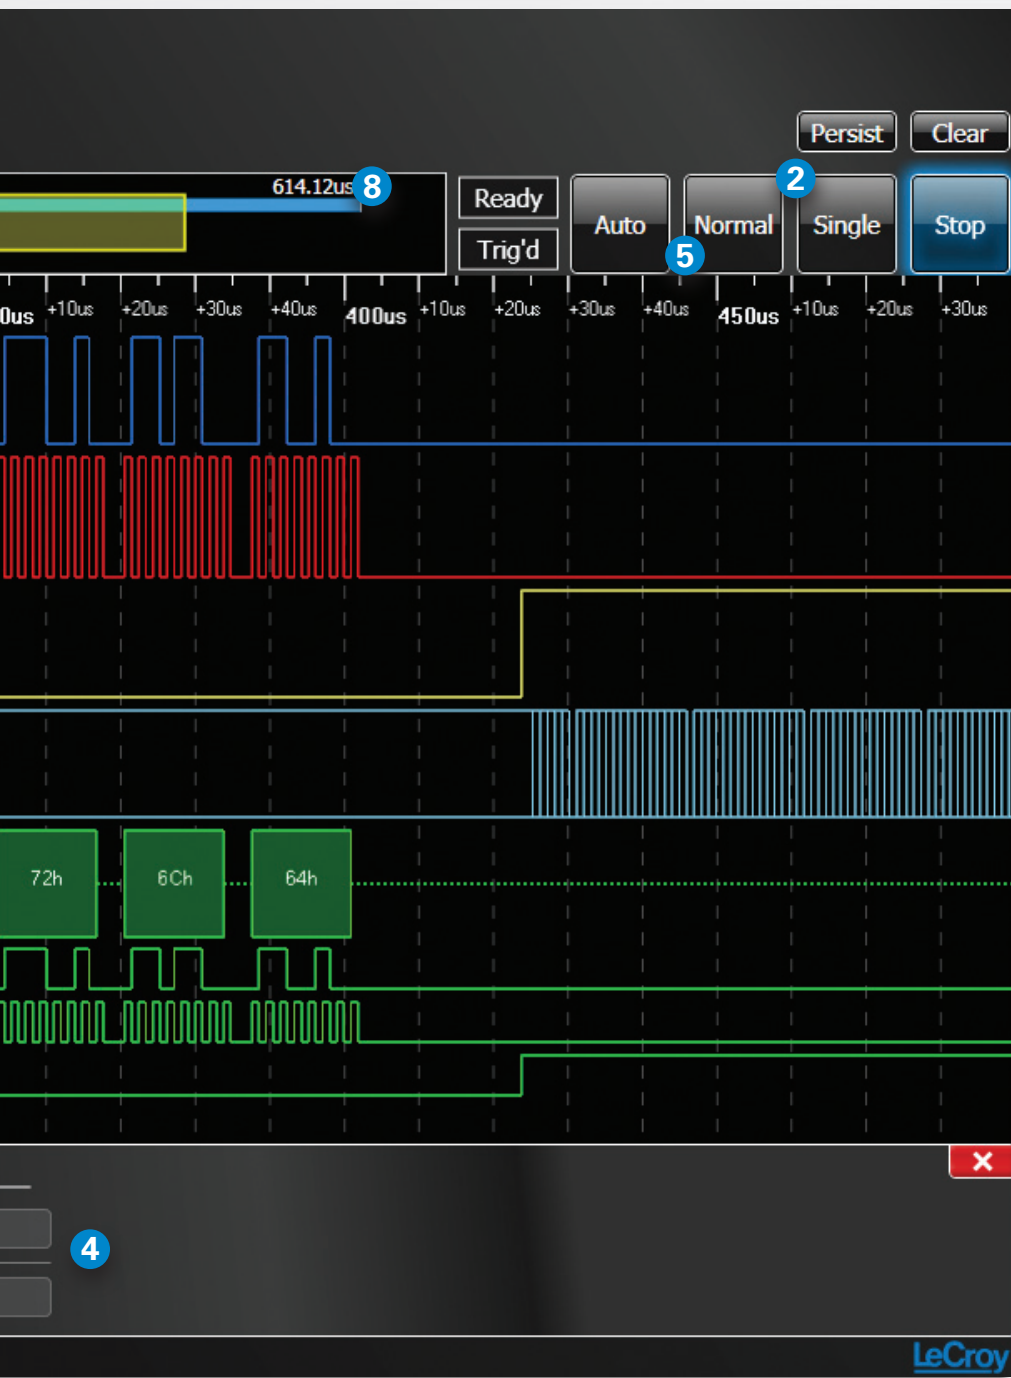 Persist Clear
614.12us 8 Ready Auto Normal 2 Single Stop
Trig'd 5
0us +10us +20us +30us +40us 400us +10us +20us +30us +40us 450us +10us +20us +30us
72h 6Ch 64h
4
LeCroy